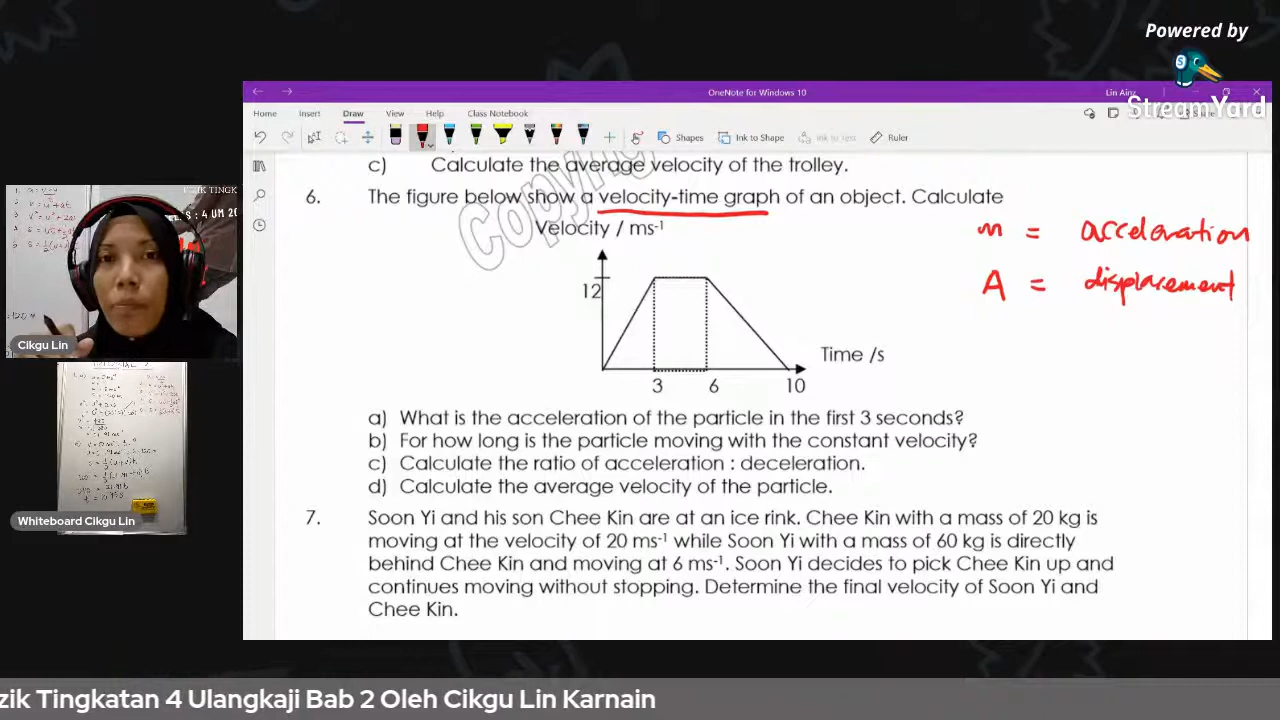 Powered by
StreamYard
OneNote for Windows 10
Lin Ainz
Home Insert Draw View Help Class Notebook
Shapes Ink to Shape Ink to Text Ruler
c) Calculate the average velocity of the trolley.
6. The figure below show a velocity-time graph of an object. Calculate
Copying
Velocity / ms⁻¹
m = acceleration
A = displacement
12
Time /s
3 6 10
a) What is the acceleration of the particle in the first 3 seconds?
b) For how long is the particle moving with the constant velocity?
c) Calculate the ratio of acceleration : deceleration.
d) Calculate the average velocity of the particle.
7. Soon Yi and his son Chee Kin are at an ice rink. Chee Kin with a mass of 20 kg is
moving at the velocity of 20 ms⁻¹ while Soon Yi with a mass of 60 kg is directly
behind Chee Kin and moving at 6 ms⁻¹. Soon Yi decides to pick Chee Kin up and
continues moving without stopping. Determine the final velocity of Soon Yi and
Chee Kin.
Cikgu Lin
Whiteboard Cikgu Lin
zik Tingkatan 4 Ulangkaji Bab 2 Oleh Cikgu Lin Karnain